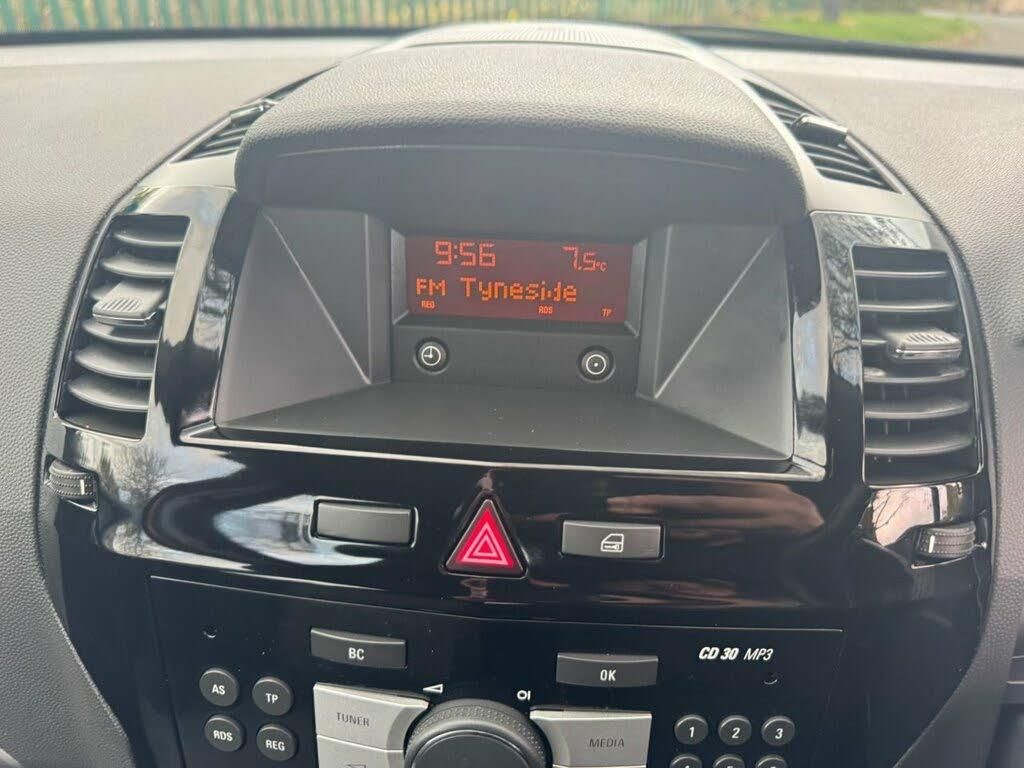 9:56 7.5°C
FM Tyneside
REG RDS TP
CD 30 MP3
BC OK
AS TP
TUNER
RDS REG
MEDIA
1 2 3